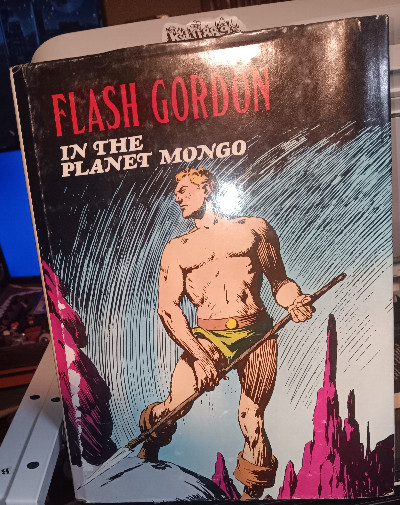 FLASH GORDON
IN THE
PLANET MONGO